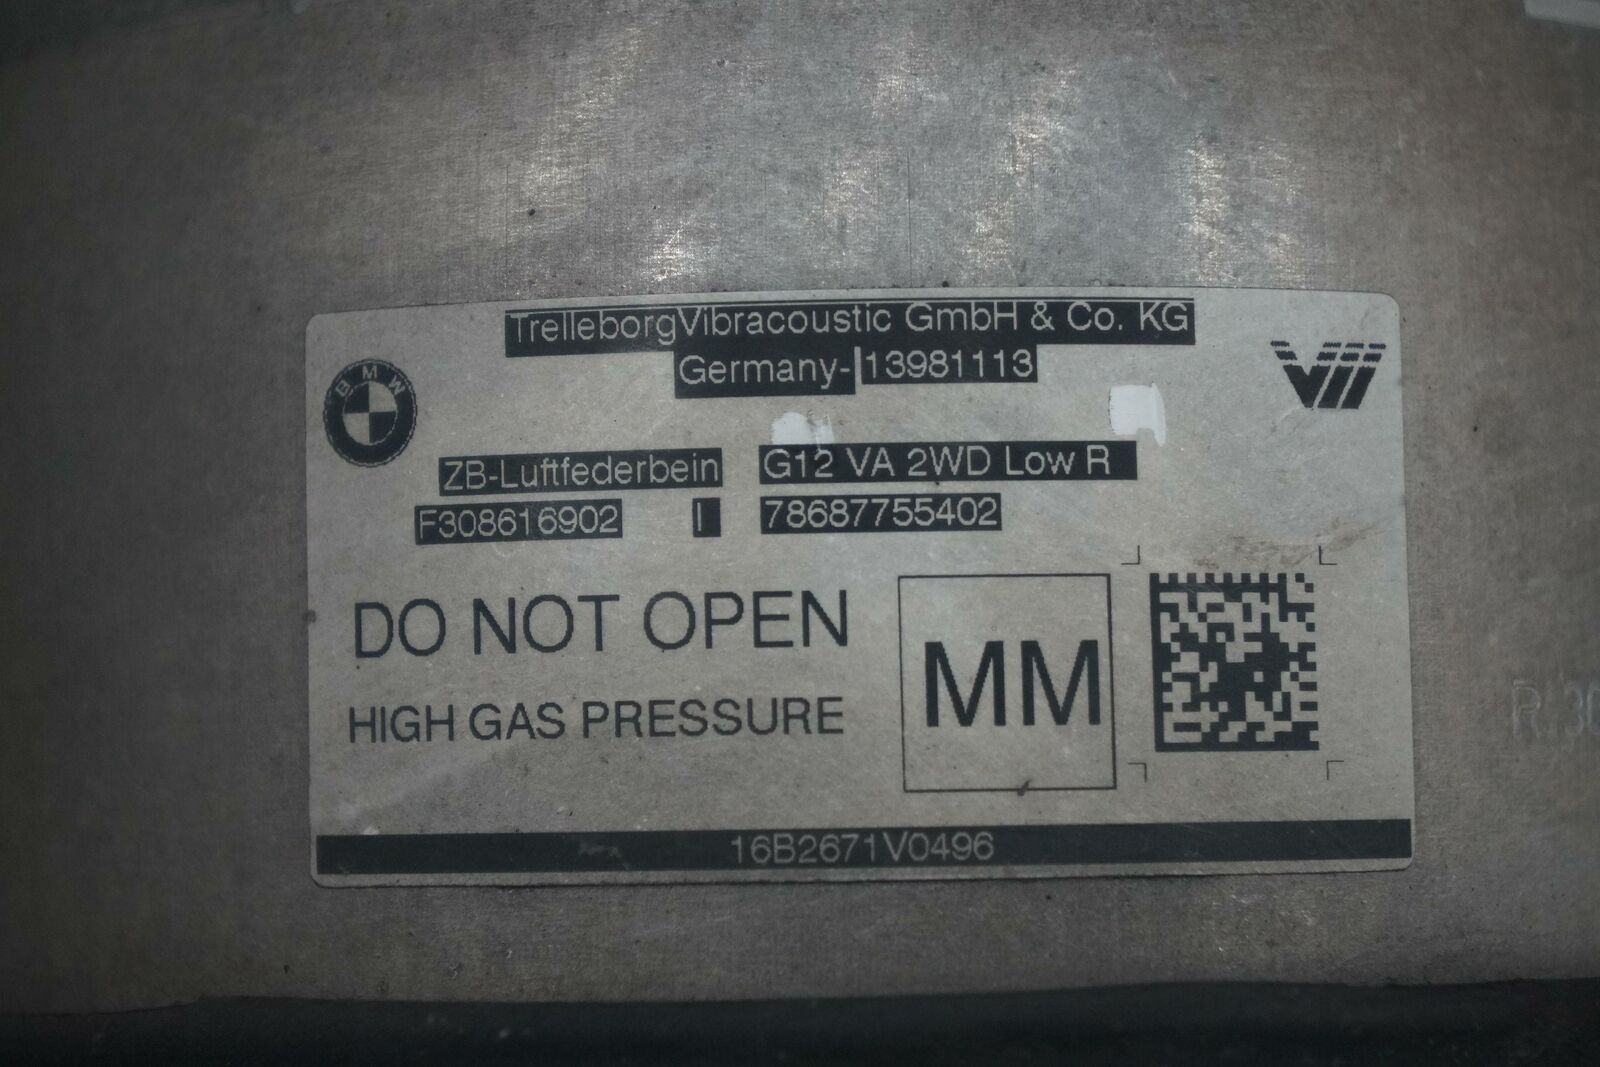 TrelleborgVibracoustic GmbH & Co. KG
Germany- 13981113
BMW
ZB-Luftfederbein G12 VA 2WD Low R
F308616902 I 78687755402
DO NOT OPEN
MM
HIGH GAS PRESSURE
16B2671V0496